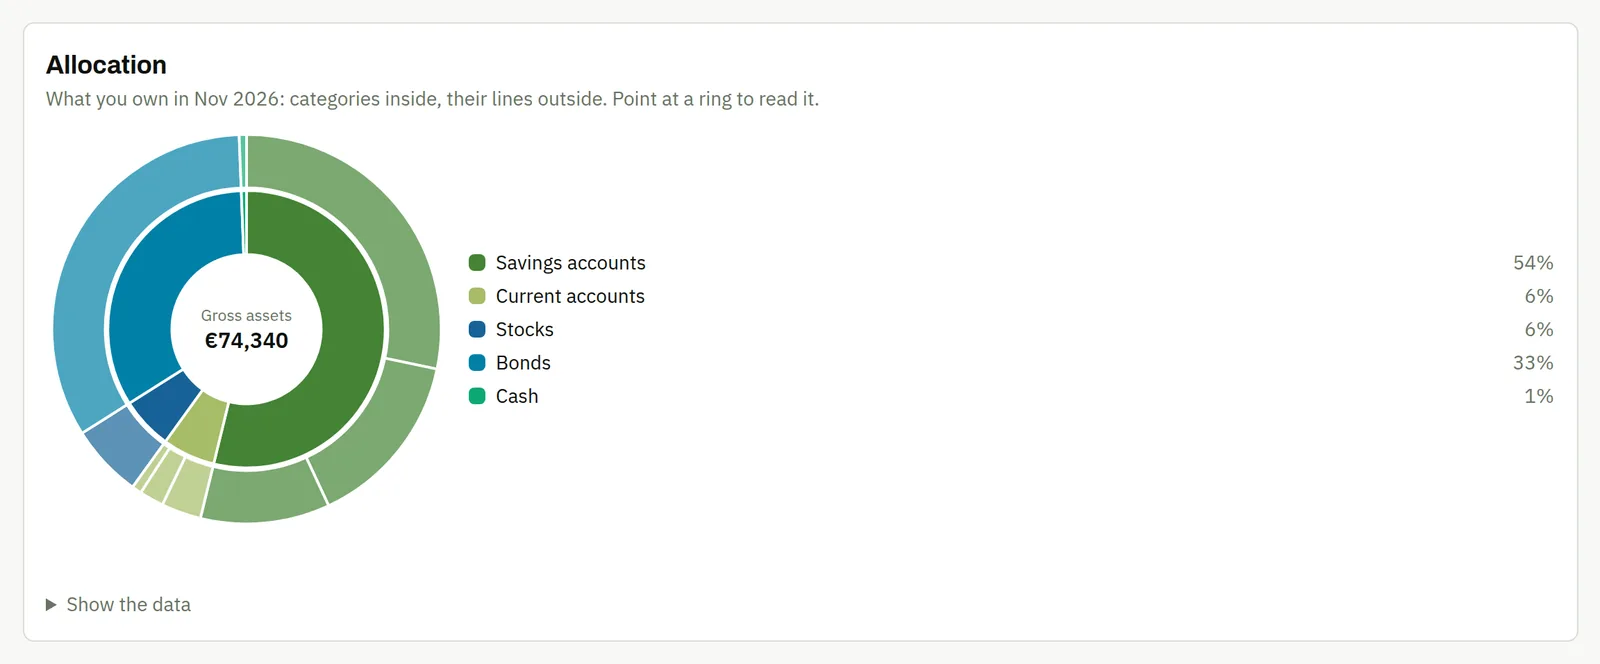 Allocation
What you own in Nov 2026: categories inside, their lines outside. Point at a ring to read it.
Gross assets
€74,340
Savings accounts 54%
Current accounts 6%
Stocks 6%
Bonds 33%
Cash 1%
Show the data